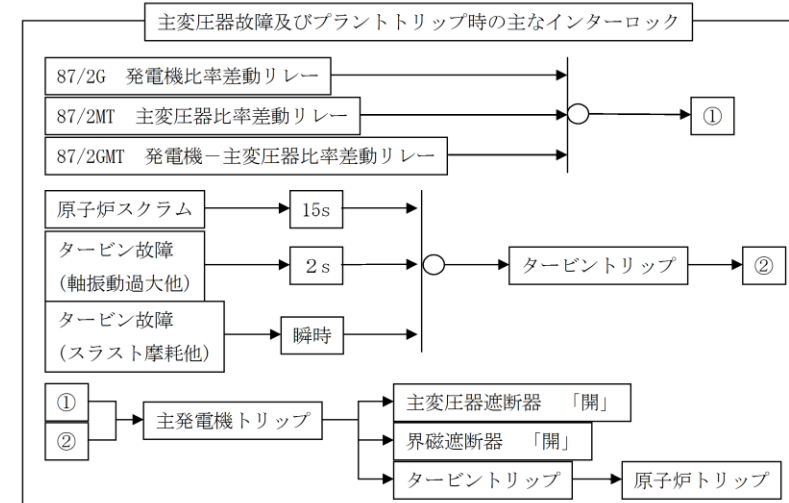 主変圧器故障及びプラントトリップ時の主なインターロック
87/2G 発電機比率差動リレー
87/2MT 主変圧器比率差動リレー
①
87/2GMT 発電機－主変圧器比率差動リレー
原子炉スクラム
15s
タービン故障
(軸振動過大他)
２s
タービントリップ
②
タービン故障
(スラスト摩耗他)
瞬時
①
②
主発電機トリップ
主変圧器遮断器 「開」
界磁遮断器 「開」
タービントリップ
原子炉トリップ